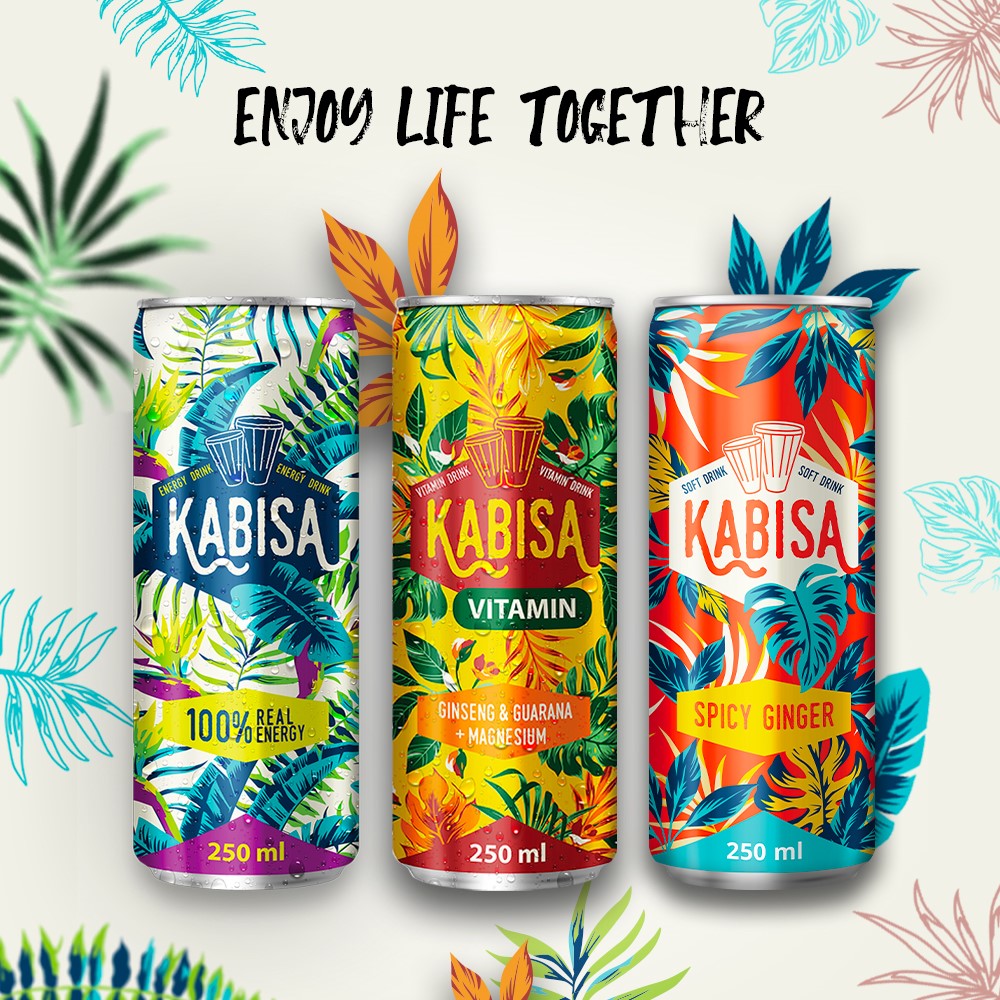 ENJOY LIFE TOGETHER
ENERGY DRINK ENERGY DRINK
KABISA
100% REAL ENERGY
250 ml
VITAMIN DRINK VITAMIN DRINK
KABISA
VITAMIN
GINSENG & GUARANA
+ MAGNESIUM
250 ml
SOFT DRINK SOFT DRINK
KABISA
SPICY GINGER
250 ml